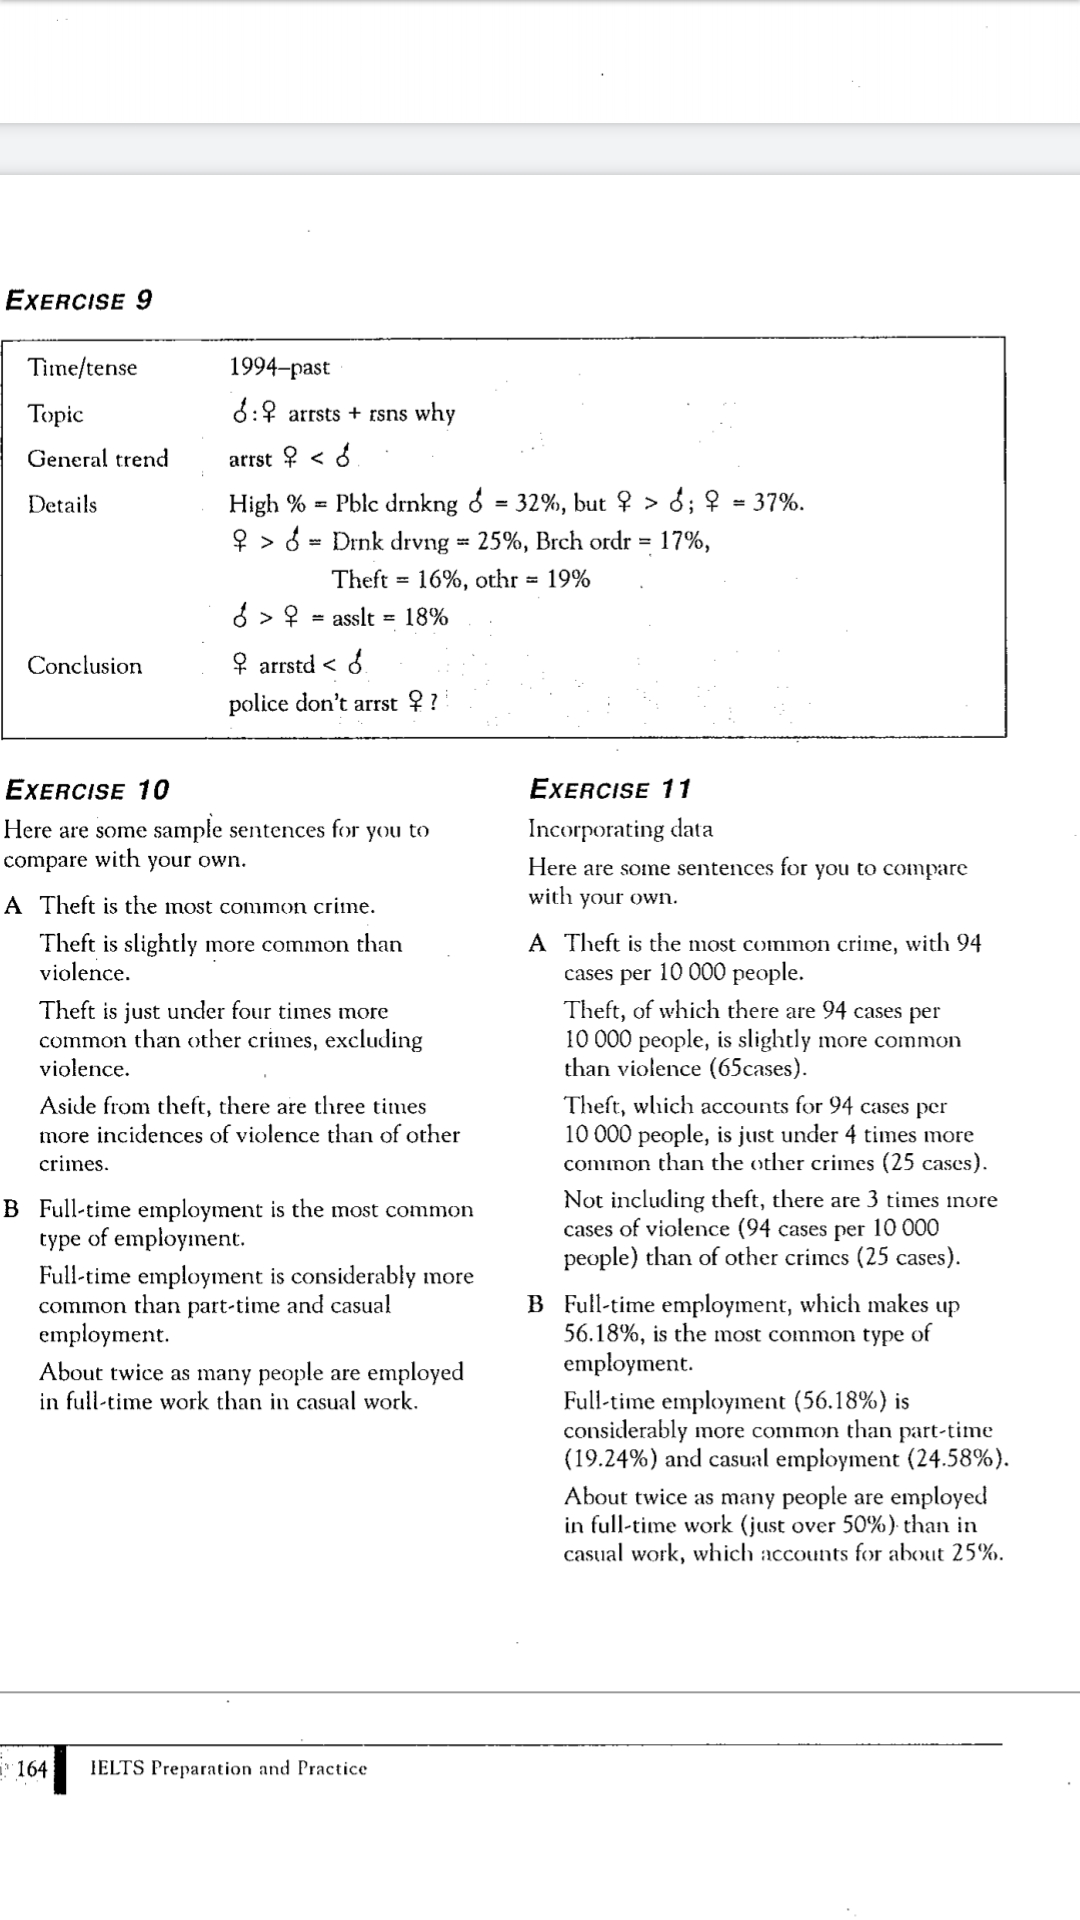 EXERCISE 9
Time/tense 1994–past
Topic ♂:♀ arrsts + rsns why
General trend arrst ♀ < ♂
Details High % = Pblc drnkng ♂ = 32%, but ♀ > ♂; ♀ = 37%.
♀ > ♂ = Drnk drvng = 25%, Brch ordr = 17%,
Theft = 16%, othr = 19%
♂ > ♀ = asslt = 18%
Conclusion ♀ arrstd < ♂
police don't arrst ♀ ?
EXERCISE 10
Here are some sample sentences for you to
compare with your own.
A Theft is the most common crime.
Theft is slightly more common than
violence.
Theft is just under four times more
common than other crimes, excluding
violence.
Aside from theft, there are three times
more incidences of violence than of other
crimes.
B Full-time employment is the most common
type of employment.
Full-time employment is considerably more
common than part-time and casual
employment.
About twice as many people are employed
in full-time work than in casual work.
EXERCISE 11
Incorporating data
Here are some sentences for you to compare
with your own.
A Theft is the most common crime, with 94
cases per 10 000 people.
Theft, of which there are 94 cases per
10 000 people, is slightly more common
than violence (65cases).
Theft, which accounts for 94 cases per
10 000 people, is just under 4 times more
common than the other crimes (25 cases).
Not including theft, there are 3 times more
cases of violence (94 cases per 10 000
people) than of other crimes (25 cases).
B Full-time employment, which makes up
56.18%, is the most common type of
employment.
Full-time employment (56.18%) is
considerably more common than part-time
(19.24%) and casual employment (24.58%).
About twice as many people are employed
in full-time work (just over 50%) than in
casual work, which accounts for about 25%.
164 IELTS Preparation and Practice